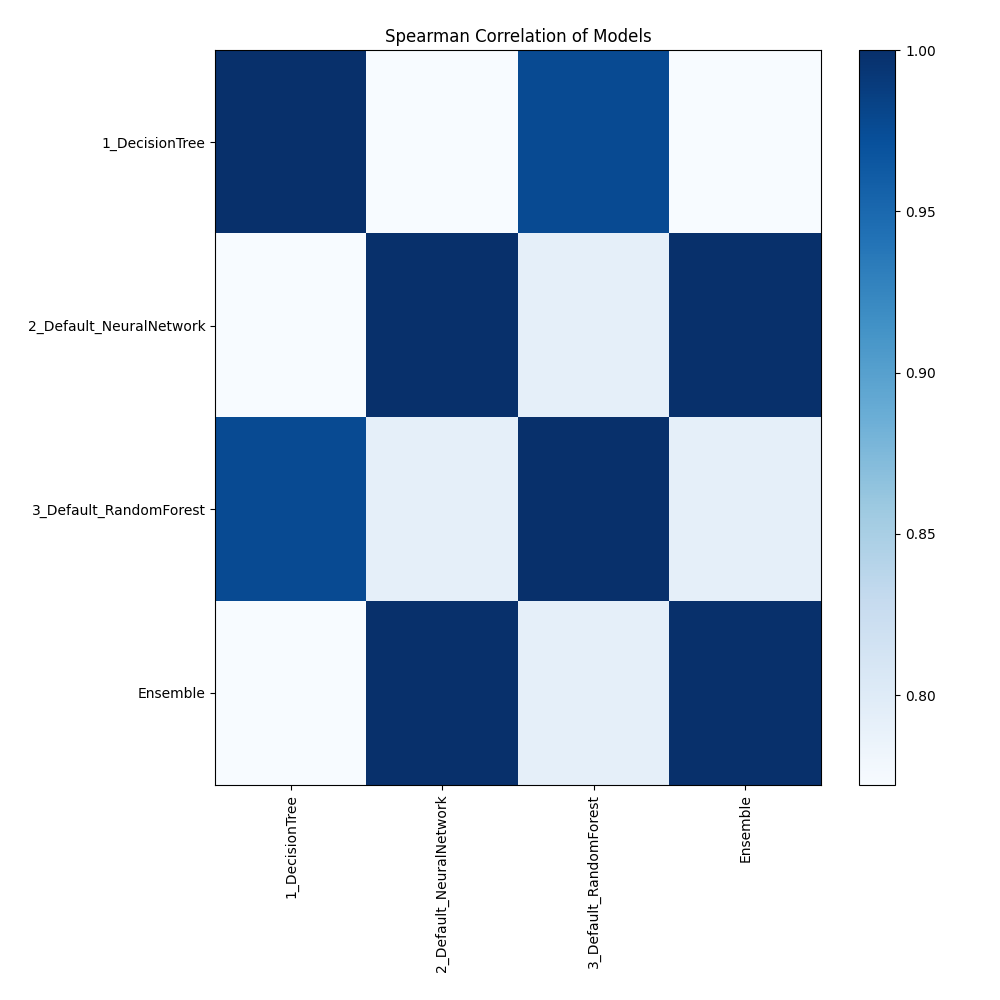 Spearman Correlation of Models
1_DecisionTree
2_Default_NeuralNetwork
3_Default_RandomForest
Ensemble
1_DecisionTree
2_Default_NeuralNetwork
3_Default_RandomForest
Ensemble
1.00
0.95
0.90
0.85
0.80